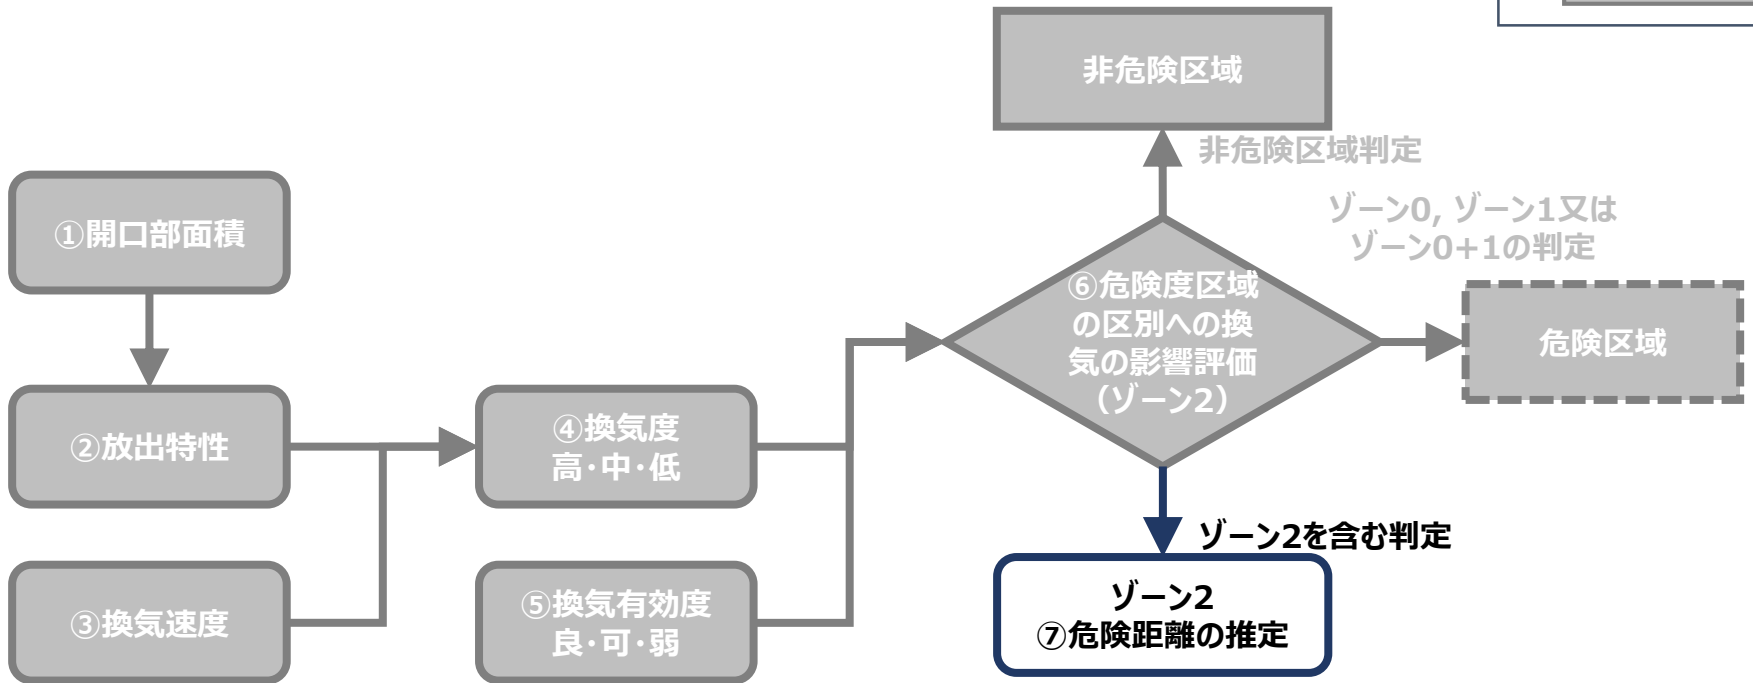 非危険区域
非危険区域判定
①開口部面積
ゾーン0, ゾーン1又は
ゾーン0+1の判定
⑥危険度区域
の区別への換
気の影響評価
（ゾーン2）
危険区域
②放出特性
④換気度
高・中・低
ゾーン2を含む判定
③換気速度
⑤換気有効度
良・可・弱
ゾーン2
⑦危険距離の推定